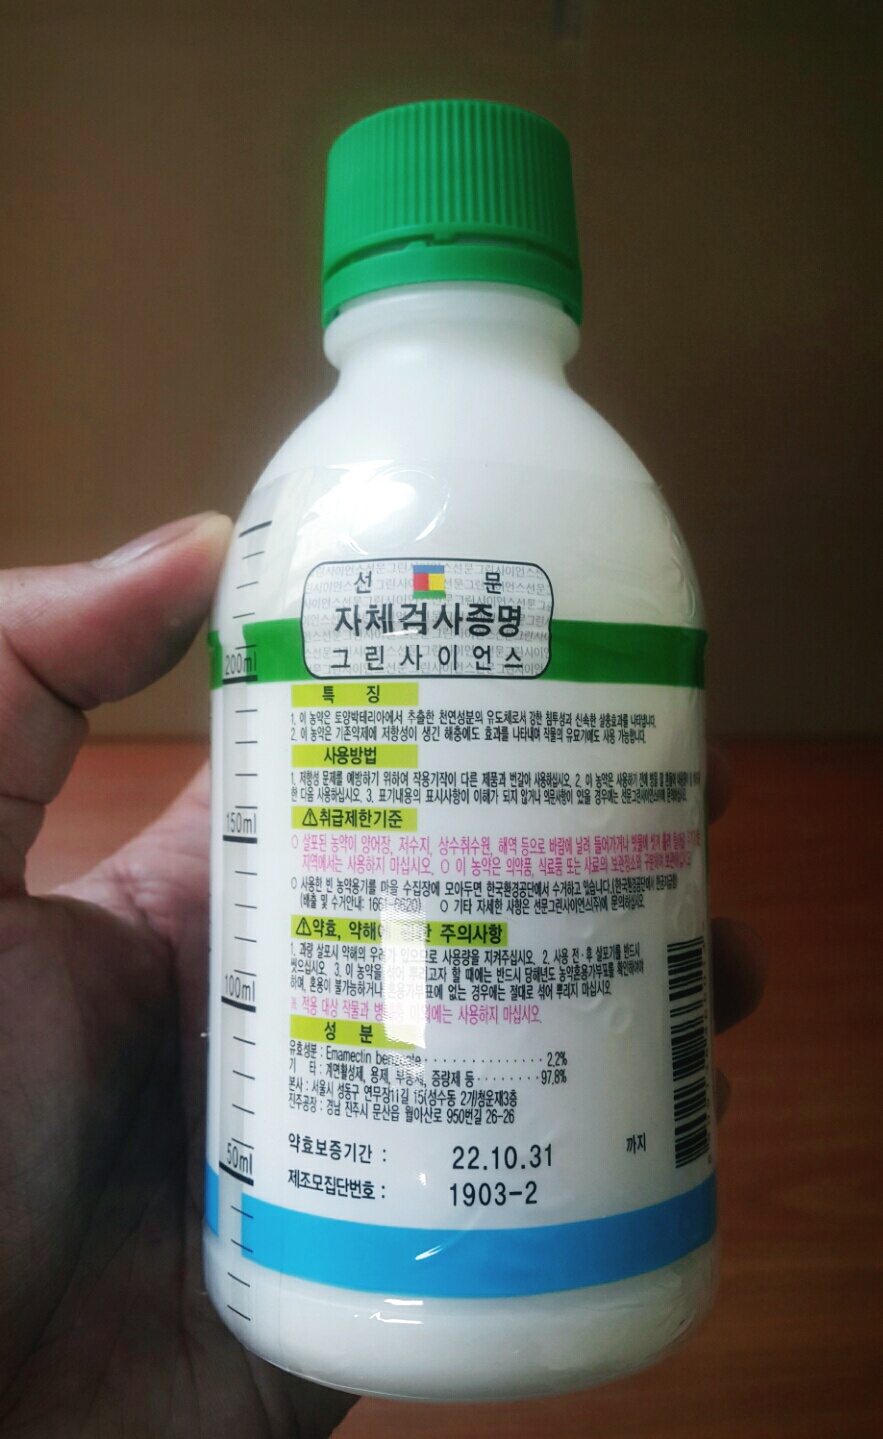 선 문
자체검사증명
그린사이언스
특 징
1. 이 농약은 토양박테리아에서 추출한 천연성분의 유도체로서 강한 침투성과 신속한 살충효과를 나타냅니다.
2. 이 농약은 기존약제에 저항성이 생긴 해충에도 효과를 나타내며 작물의 유묘기에도 사용 가능합니다.
사용방법
1. 저항성 문제를 예방하기 위하여 작용기작이 다른 제품과 번갈아 사용하십시오. 2. 이 농약은 사용하기 전에
한 다음 사용하십시오. 3. 표기내용의 표시사항이 이해가 되지 않거나 의문사항이 있을 경우에는 선문그린사이언스에 문의하십시오.
⚠취급제한기준
○ 살포된 농약이 양어장, 저수지, 상수취수원, 해역 등으로 바람에 날려 들어가거나 빗물에 씻겨
지역에서는 사용하지 마십시오. ○ 이 농약은 의약품, 식료품 또는 사료의 보관장소와
○ 사용한 빈 농약용기를 마을 수집장에 모아두면 한국환경공단에서 수거하고 있습니다.
(배출 및 수거안내: ○ 기타 자세한 사항은 선문그린사이언스(주)에 문의하십시오.
⚠약효, 약해에 주의사항
1. 과량 살포시 약해의 우려가 있으므로 사용량을 지켜주십시오. 2. 사용 전·후 살포기를 반드시
씻으십시오. 3. 이 농약을 섞어 뿌리고자 할 때에는 반드시 당해년도 농약혼용가부표를 확인하여야
하며, 혼용이 불가능하거나 혼용가부표에 없는 경우에는 절대로 섞어 뿌리지 마십시오
※ 적용 대상 작물과 이외에는 사용하지 마십시오
성 분
유효성분 : Emamectin benzoate 2.2%
기 타 : 계면활성제, 용제, 부동제, 증량제 등 97.8%
본사 : 서울시 성동구 연무장11길 15(성수동 2가)청운제3층
진주공장 : 경남 진주시 문산읍 월아산로 950번길 26-26
약효보증기간 : 22.10.31 까지
제조모집단번호 : 1903-2
200ml
150ml
100ml
50ml